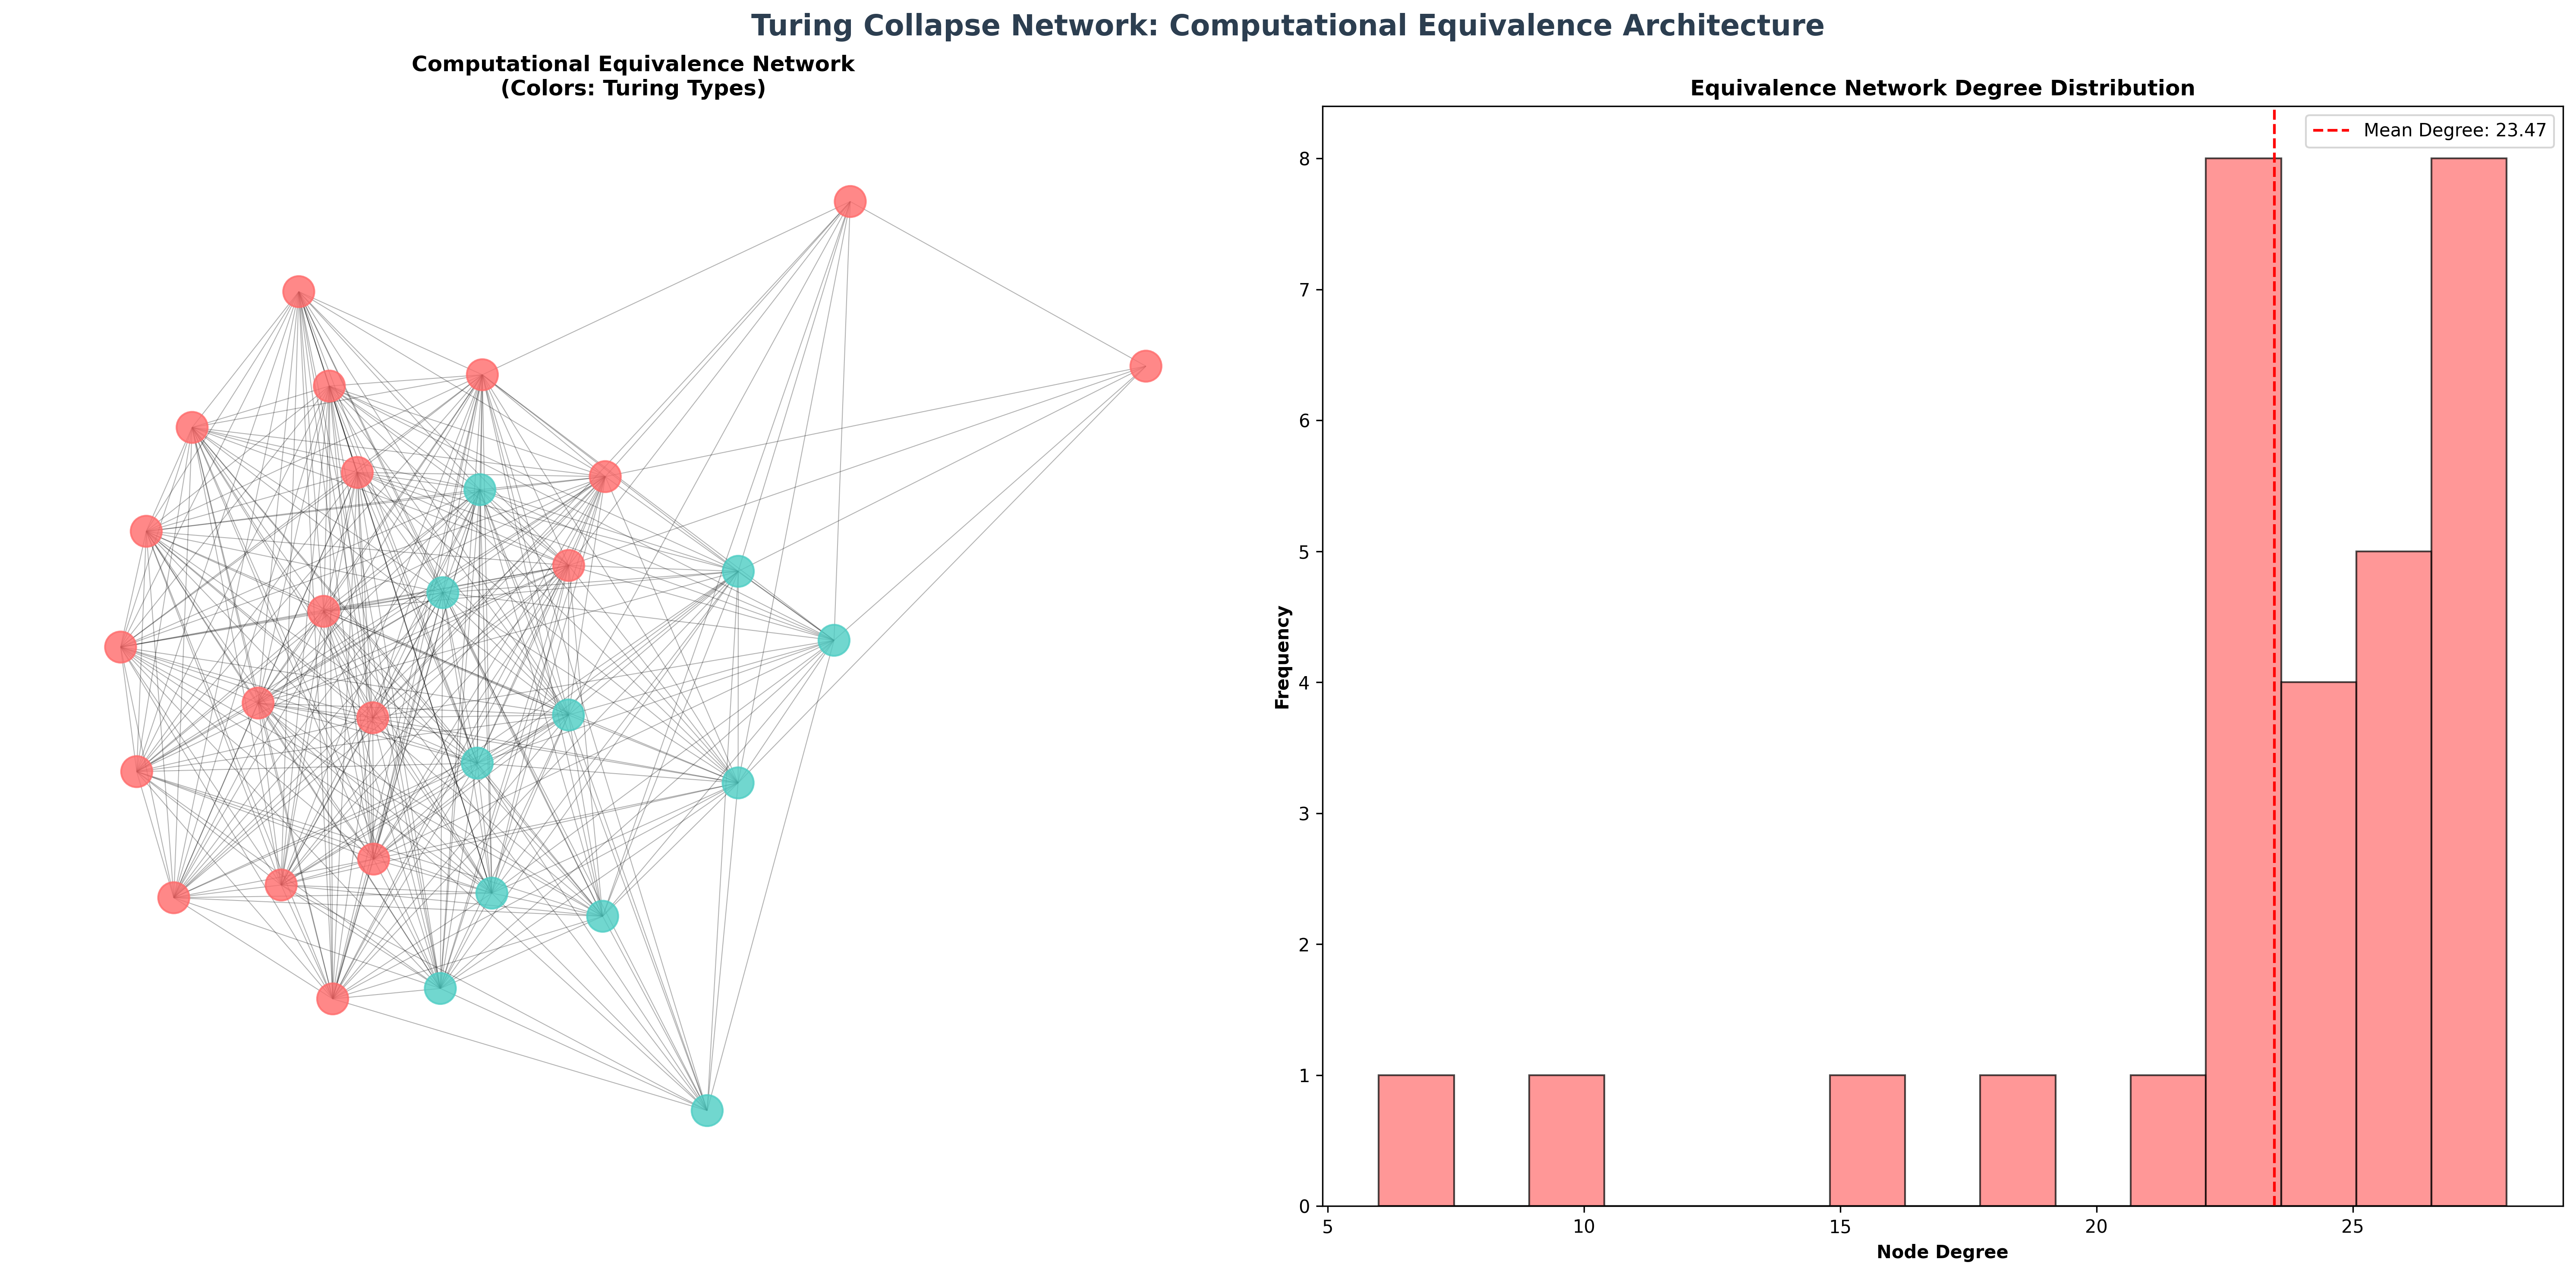 Turing Collapse Network: Computational Equivalence Architecture
Computational Equivalence Network
(Colors: Turing Types)
Equivalence Network Degree Distribution
Mean Degree: 23.47
8
7
6
5
4
3
2
1
0
Frequency
5
10
15
20
25
Node Degree